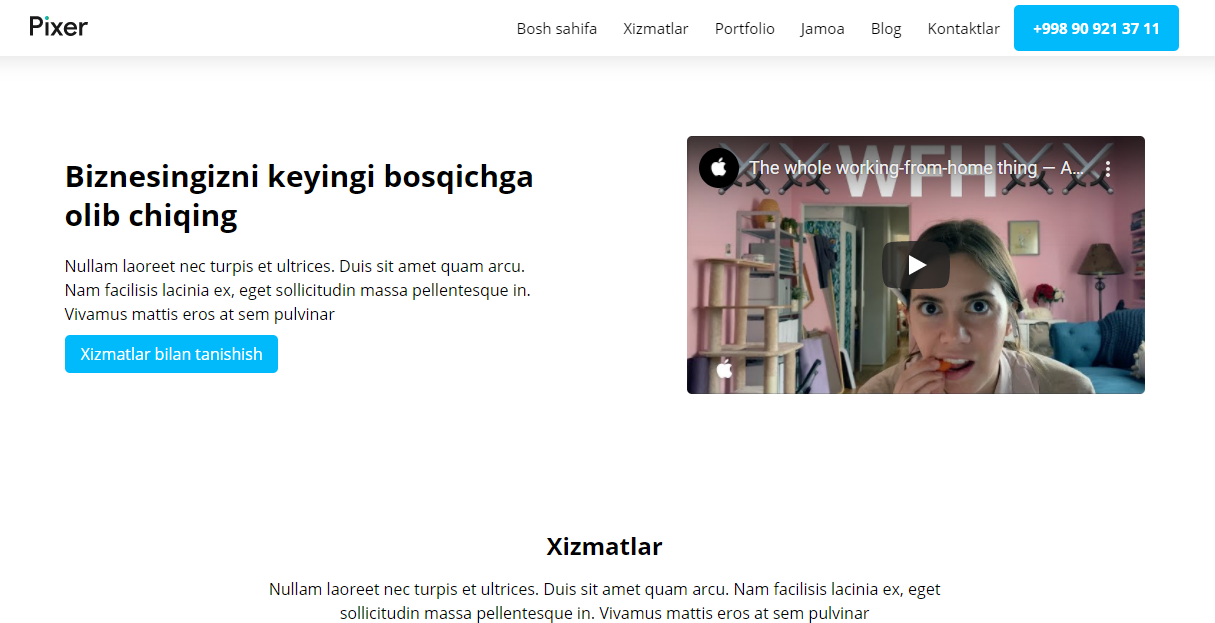 Pixer
Bosh sahifa
Xizmatlar
Portfolio
Jamoa
Blog
Kontaktlar
+998 90 921 37 11
Biznesingizni keyingi bosqichga
olib chiqing
Nullam laoreet nec turpis et ultrices. Duis sit amet quam arcu.
Nam facilisis lacinia ex, eget sollicitudin massa pellentesque in.
Vivamus mattis eros at sem pulvinar
Xizmatlar bilan tanishish
WFH
The whole working-from-home thing — A...
Xizmatlar
Nullam laoreet nec turpis et ultrices. Duis sit amet quam arcu. Nam facilisis lacinia ex, eget
sollicitudin massa pellentesque in. Vivamus mattis eros at sem pulvinar